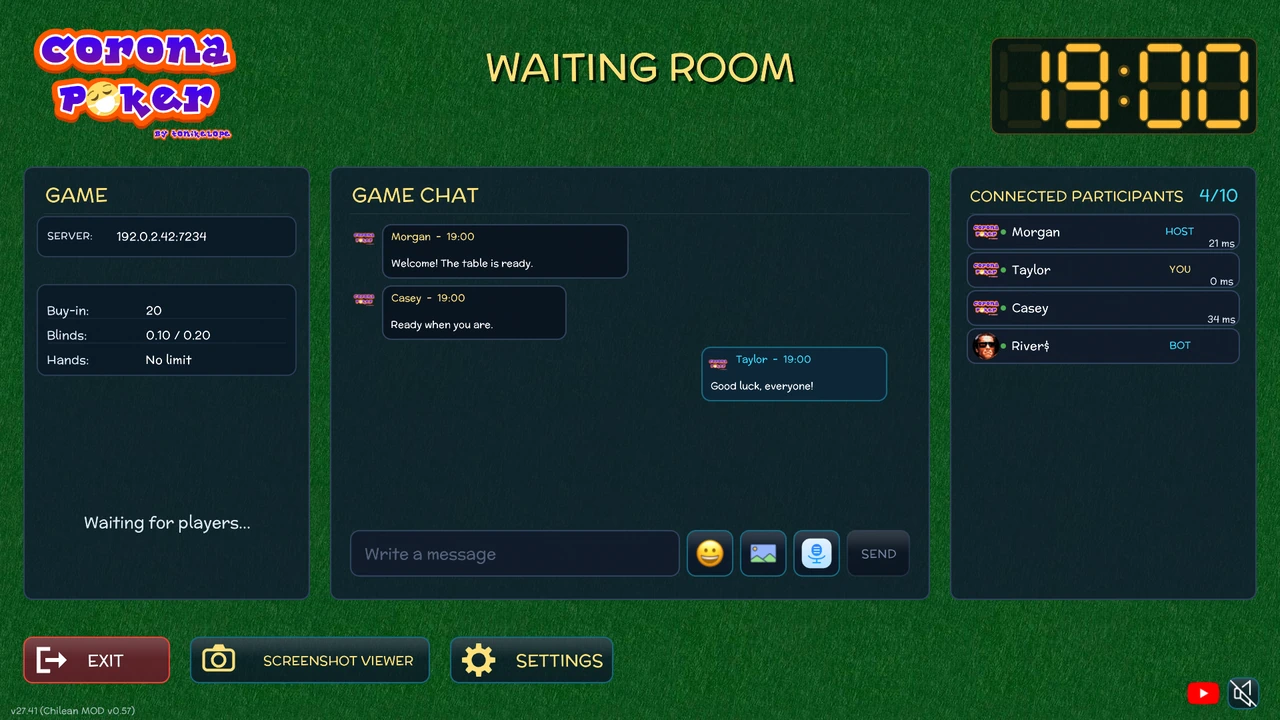 corona
poker
BY tonikelope
WAITING ROOM
19:00
GAME
SERVER: 192.0.2.42:7234
Buy-in: 20
Blinds: 0.10 / 0.20
Hands: No limit
Waiting for players...
GAME CHAT
Morgan - 19:00
Welcome! The table is ready.
Casey - 19:00
Ready when you are.
Taylor - 19:00
Good luck, everyone!
Write a message
SEND
CONNECTED PARTICIPANTS 4/10
Morgan HOST
21 ms
Taylor YOU
0 ms
Casey
34 ms
River$ BOT
EXIT
SCREENSHOT VIEWER
SETTINGS
v27.41 (Chilean MOD v0.57)